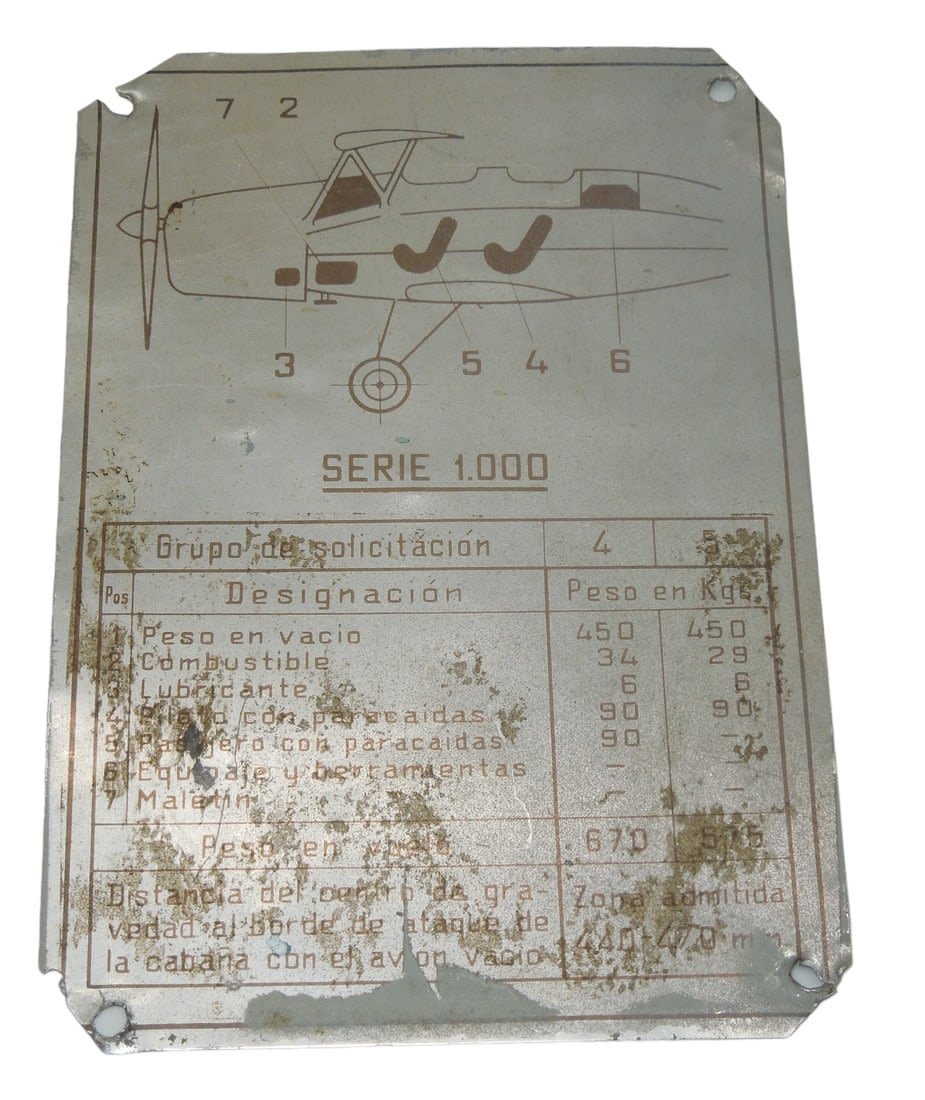 7 2
3 5 4 6
SERIE 1.000
Grupo de solicitación 4 5
Pos Designación Peso en Kgs.
1 Peso en vacio 450 450
2 Combustible 34 29
3 Lubricante 6 6
4 Piloto con paracaidas 90 90
5 Pasajero con paracaidas 90 —
6 Equipaje y herramientas — —
7 Maletin — —
Peso en vuelo 670 575
Distancia del centro de gra- Zona admitida
vedad al borde de ataque de 440-470 mm
la cabaña con el avion vacio